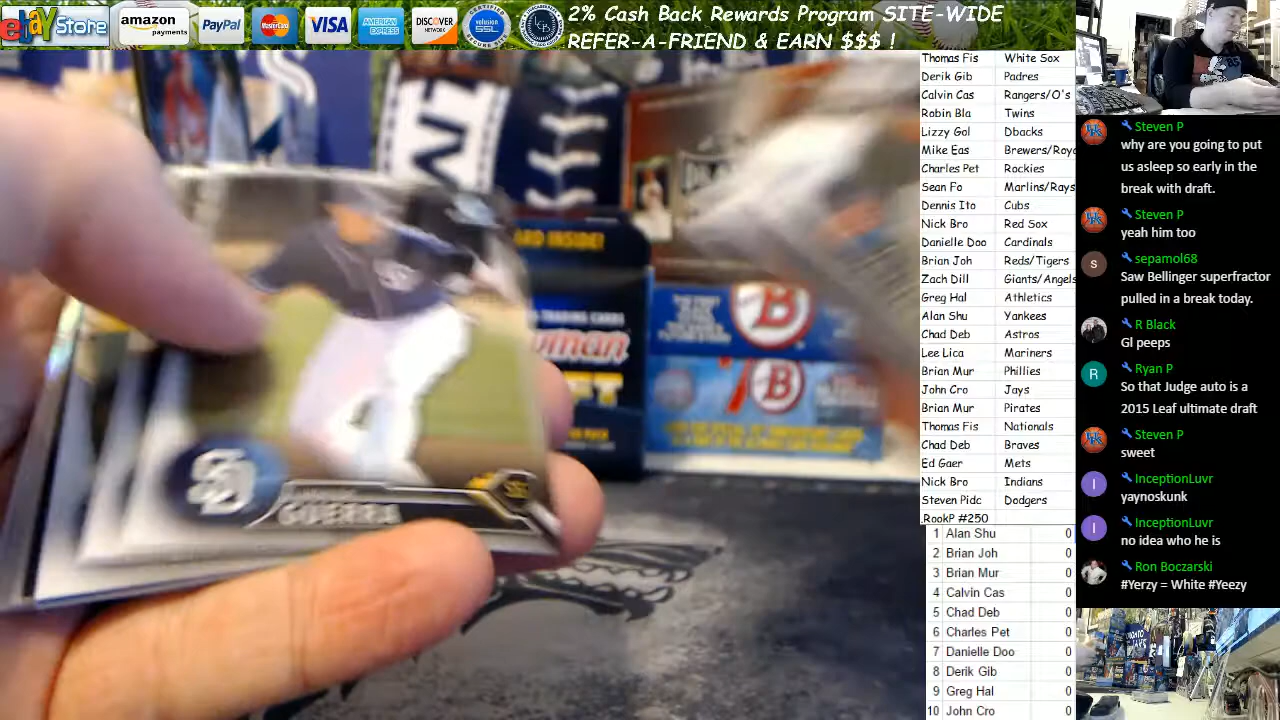 ebay Store
amazon payments
PayPal
MasterCard
VISA
AMERICAN EXPRESS
DISCOVER NETWORK
volusion SSL
2% Cash Back Rewards Program SITE-WIDE
REFER-A-FRIEND & EARN $$$ !
Thomas Fis White Sox
Derik Gib Padres
Calvin Cas Rangers/O's
Robin Bla Twins
Lizzy Gol Dbacks
Mike Eas Brewers/Roya
Charles Pet Rockies
Sean Fo Marlins/Rays
Dennis Ito Cubs
Nick Bro Red Sox
Danielle Doo Cardinals
Brian Joh Reds/Tigers
Zach Dill Giants/Angels
Greg Hal Athletics
Alan Shu Yankees
Chad Deb Astros
Lee Lica Mariners
Brian Mur Phillies
John Cro Jays
Brian Mur Pirates
Thomas Fis Nationals
Chad Deb Braves
Ed Gaer Mets
Nick Bro Indians
Steven Pidc Dodgers
.RookP #250
1 Alan Shu 0
2 Brian Joh 0
3 Brian Mur 0
4 Calvin Cas 0
5 Chad Deb 0
6 Charles Pet 0
7 Danielle Doo 0
8 Derik Gib 0
9 Greg Hal 0
10 John Cro 0
Steven P
why are you going to put
us asleep so early in the
break with draft.
Steven P
yeah him too
s
sepamol68
Saw Bellinger superfractor
pulled in a break today.
R Black
Gl peeps
R
Ryan P
So that Judge auto is a
2015 Leaf ultimate draft
Steven P
sweet
I
InceptionLuvr
yaynoskunk
I
InceptionLuvr
no idea who he is
Ron Boczarski
#Yerzy = White #Yeezy
CARD INSIDE!
TRADING CARDS
B
B
SD